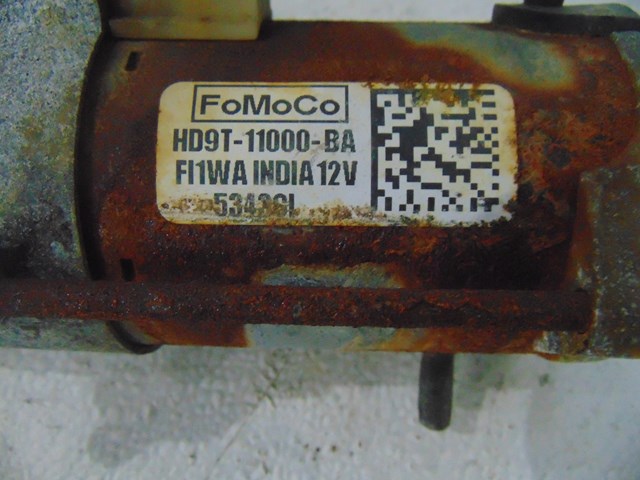 FoMoCo
HD9T-11000-BA
FI1WA INDIA 12V